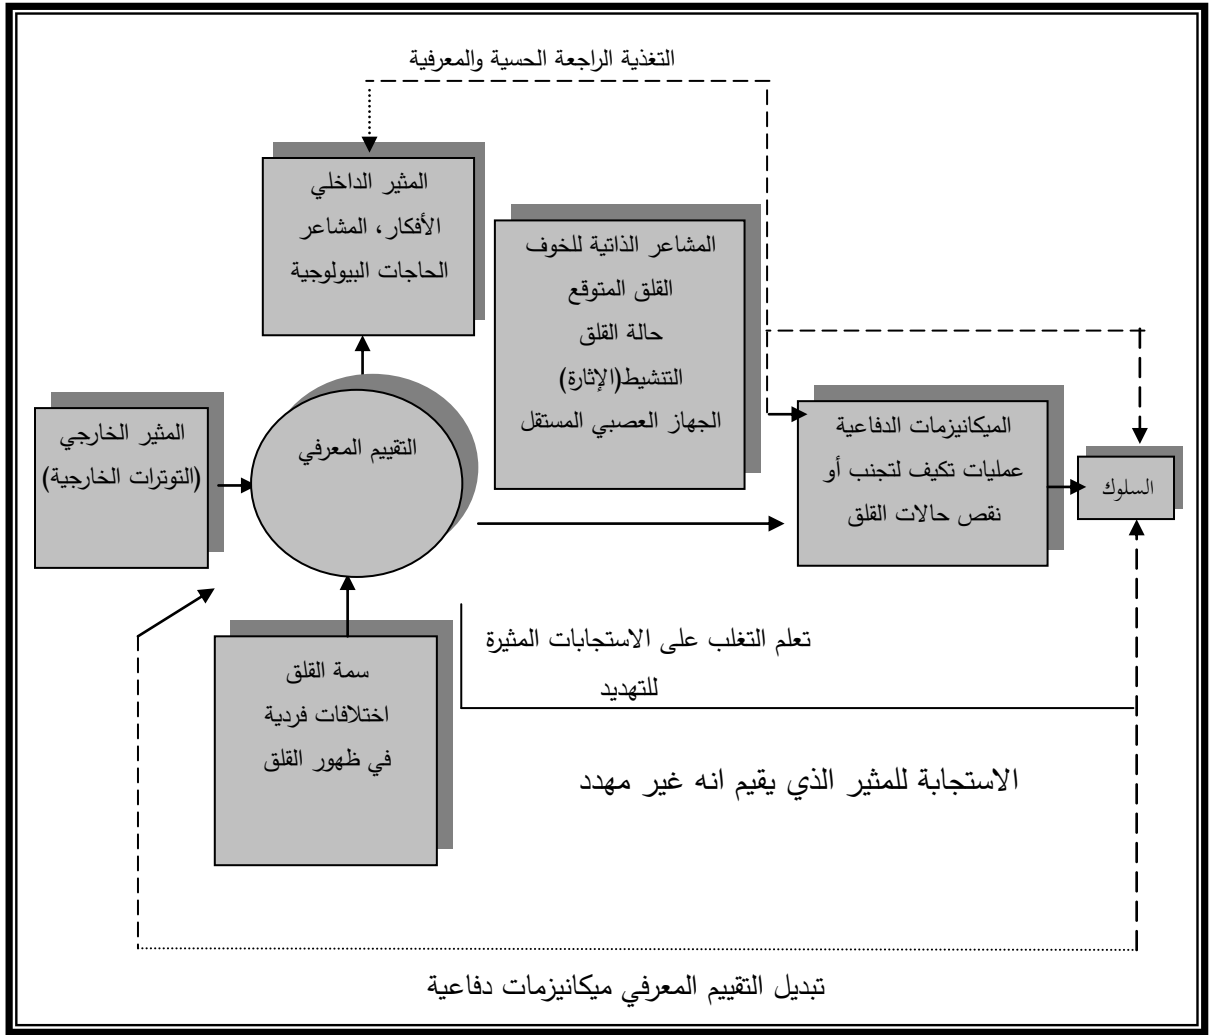 التغذية الراجعة الحسية والمعرفية
المثير الداخلي
الأفكار، المشاعر
الحاجات البيولوجية
المشاعر الذاتية للخوف
القلق المتوقع
حالة القلق
التنشيط(الإثارة)
الجهاز العصبي المستقل
المثير الخارجي
(التوترات الخارجية)
التقييم المعرفي
الميكانيزمات الدفاعية
عمليات تكيف لتجنب أو
نقص حالات القلق
السلوك
تعلم التغلب على الاستجابات المثيرة
للتهديد
سمة القلق
اختلافات فردية
في ظهور القلق
الاستجابة للمثير الذي يقيم انه غير مهدد
تبديل التقييم المعرفي ميكانيزمات دفاعية